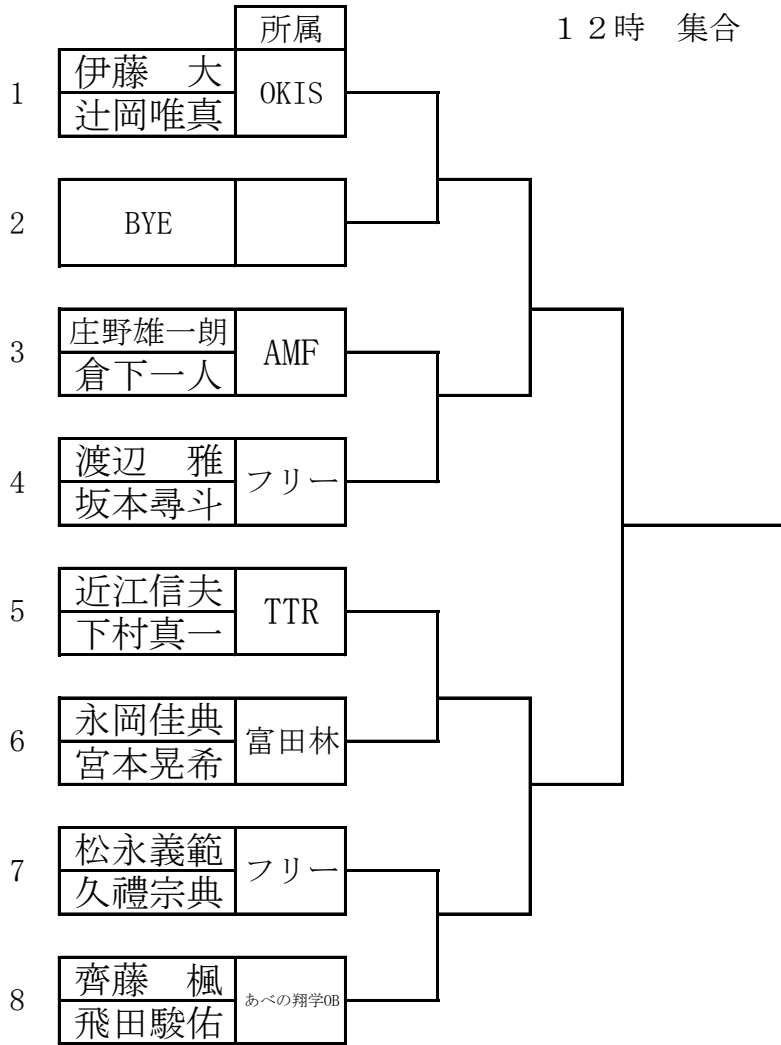 所属
１２時　集合
1
伊藤　大
辻岡唯真
OKIS
2
BYE
3
庄野雄一朗
倉下一人
AMF
4
渡辺　雅
坂本尋斗
フリー
5
近江信夫
下村真一
TTR
6
永岡佳典
宮本晃希
富田林
7
松永義範
久禮宗典
フリー
8
齊藤　楓
飛田駿佑
あべの翔学OB